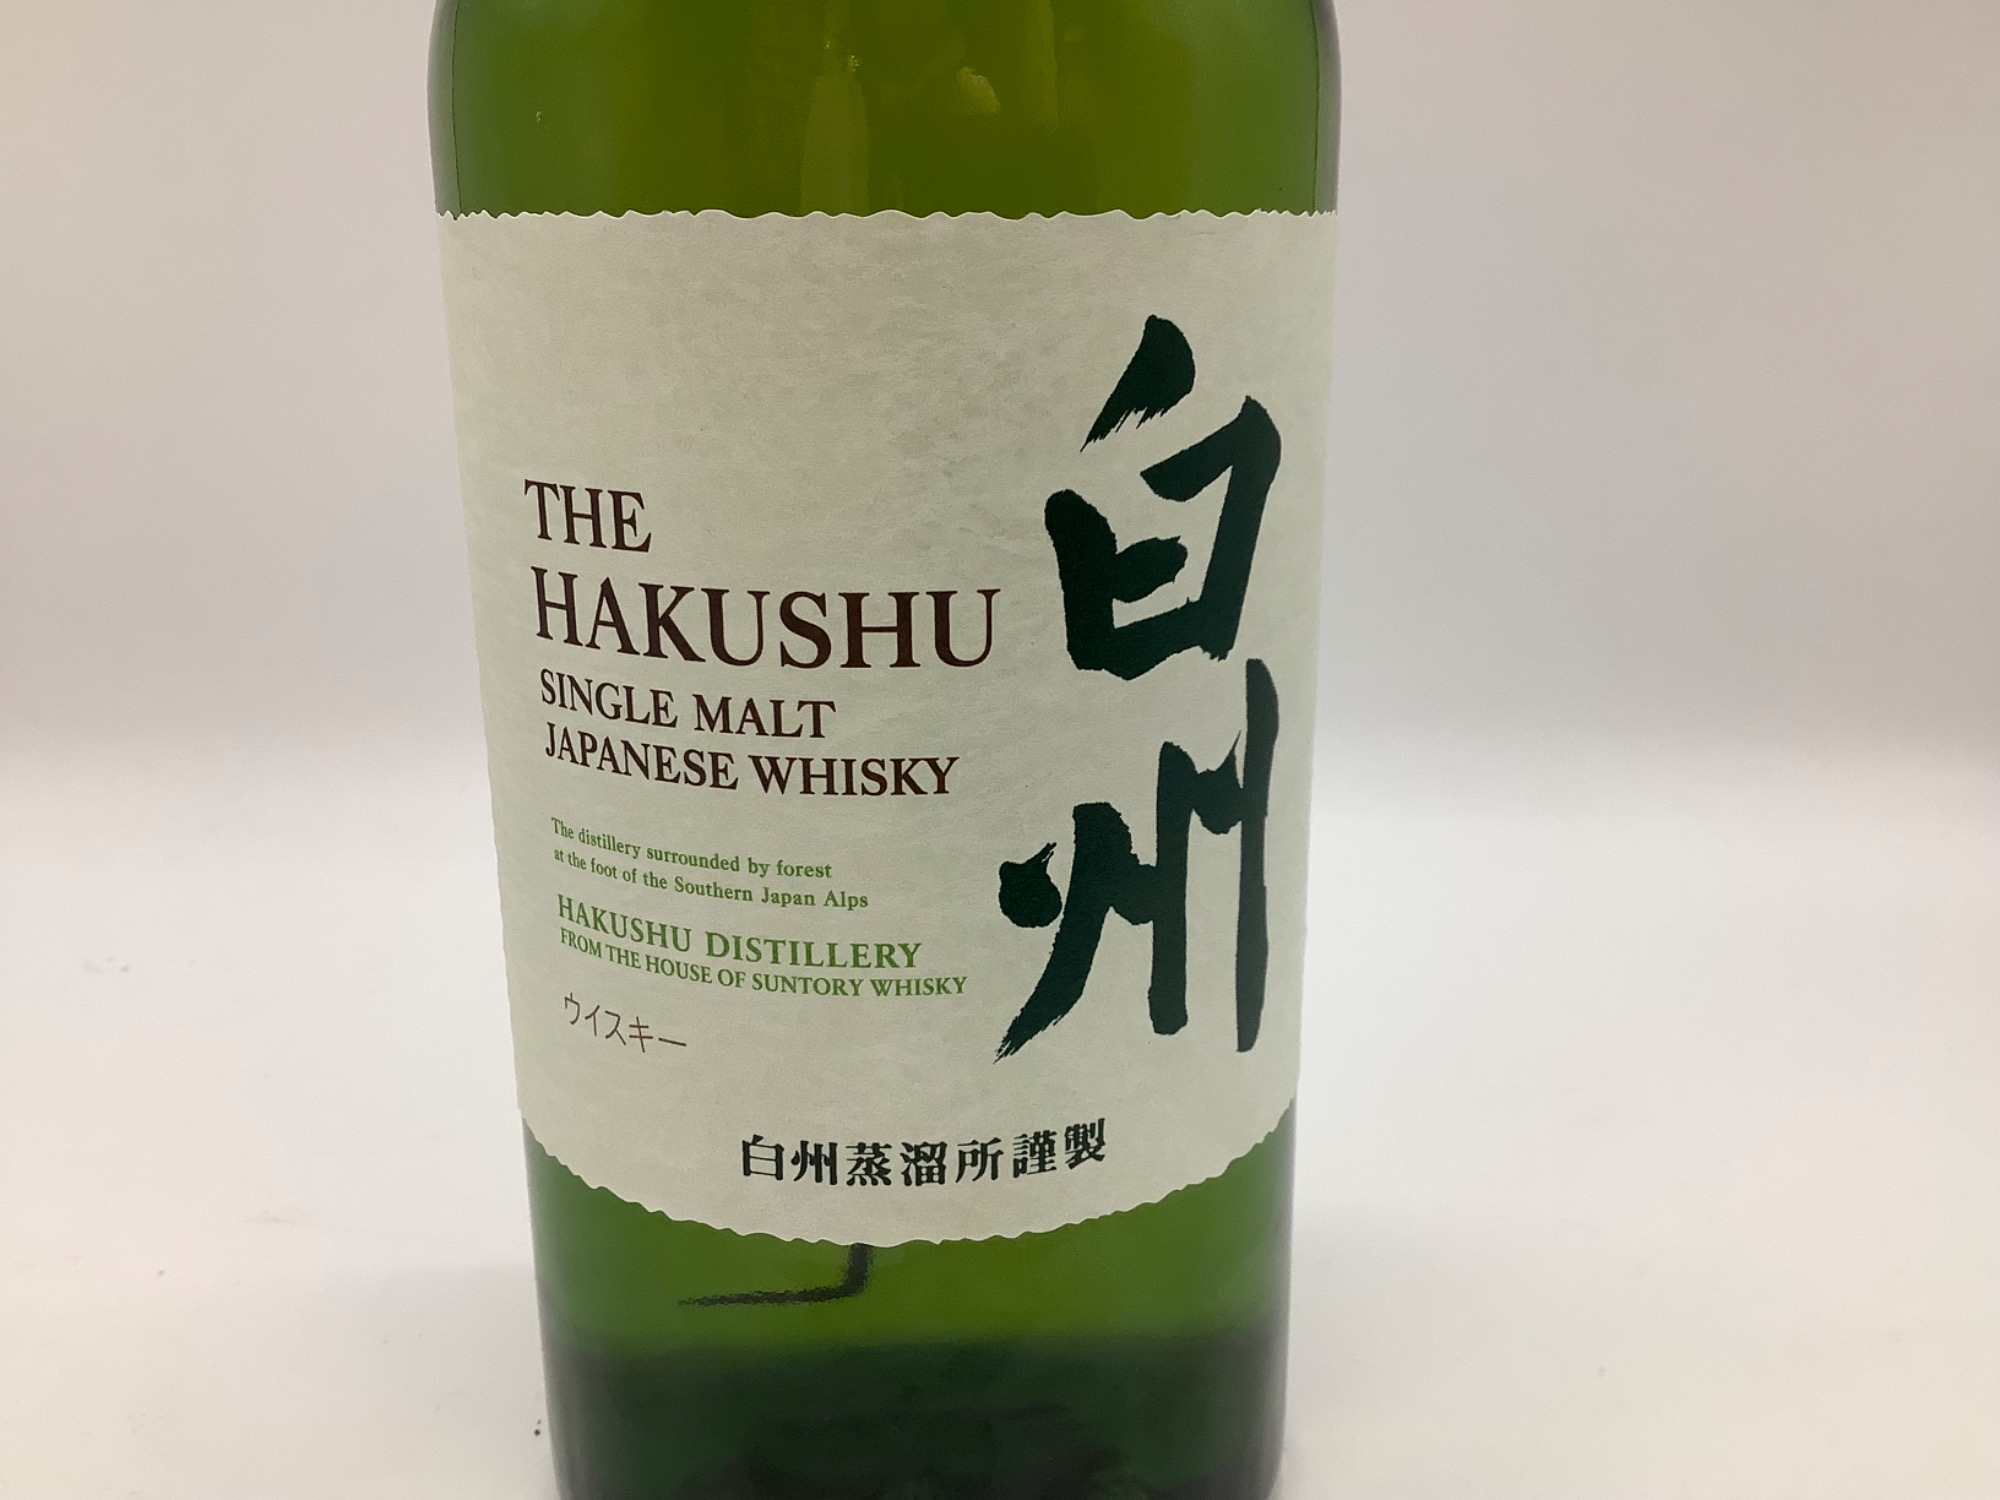 THE
HAKUSHU
SINGLE MALT
JAPANESE WHISKY
The distillery surrounded by forest
at the foot of the Southern Japan Alps
HAKUSHU DISTILLERY
FROM THE HOUSE OF SUNTORY WHISKY
ウイスキー
白州
白州蒸溜所謹製